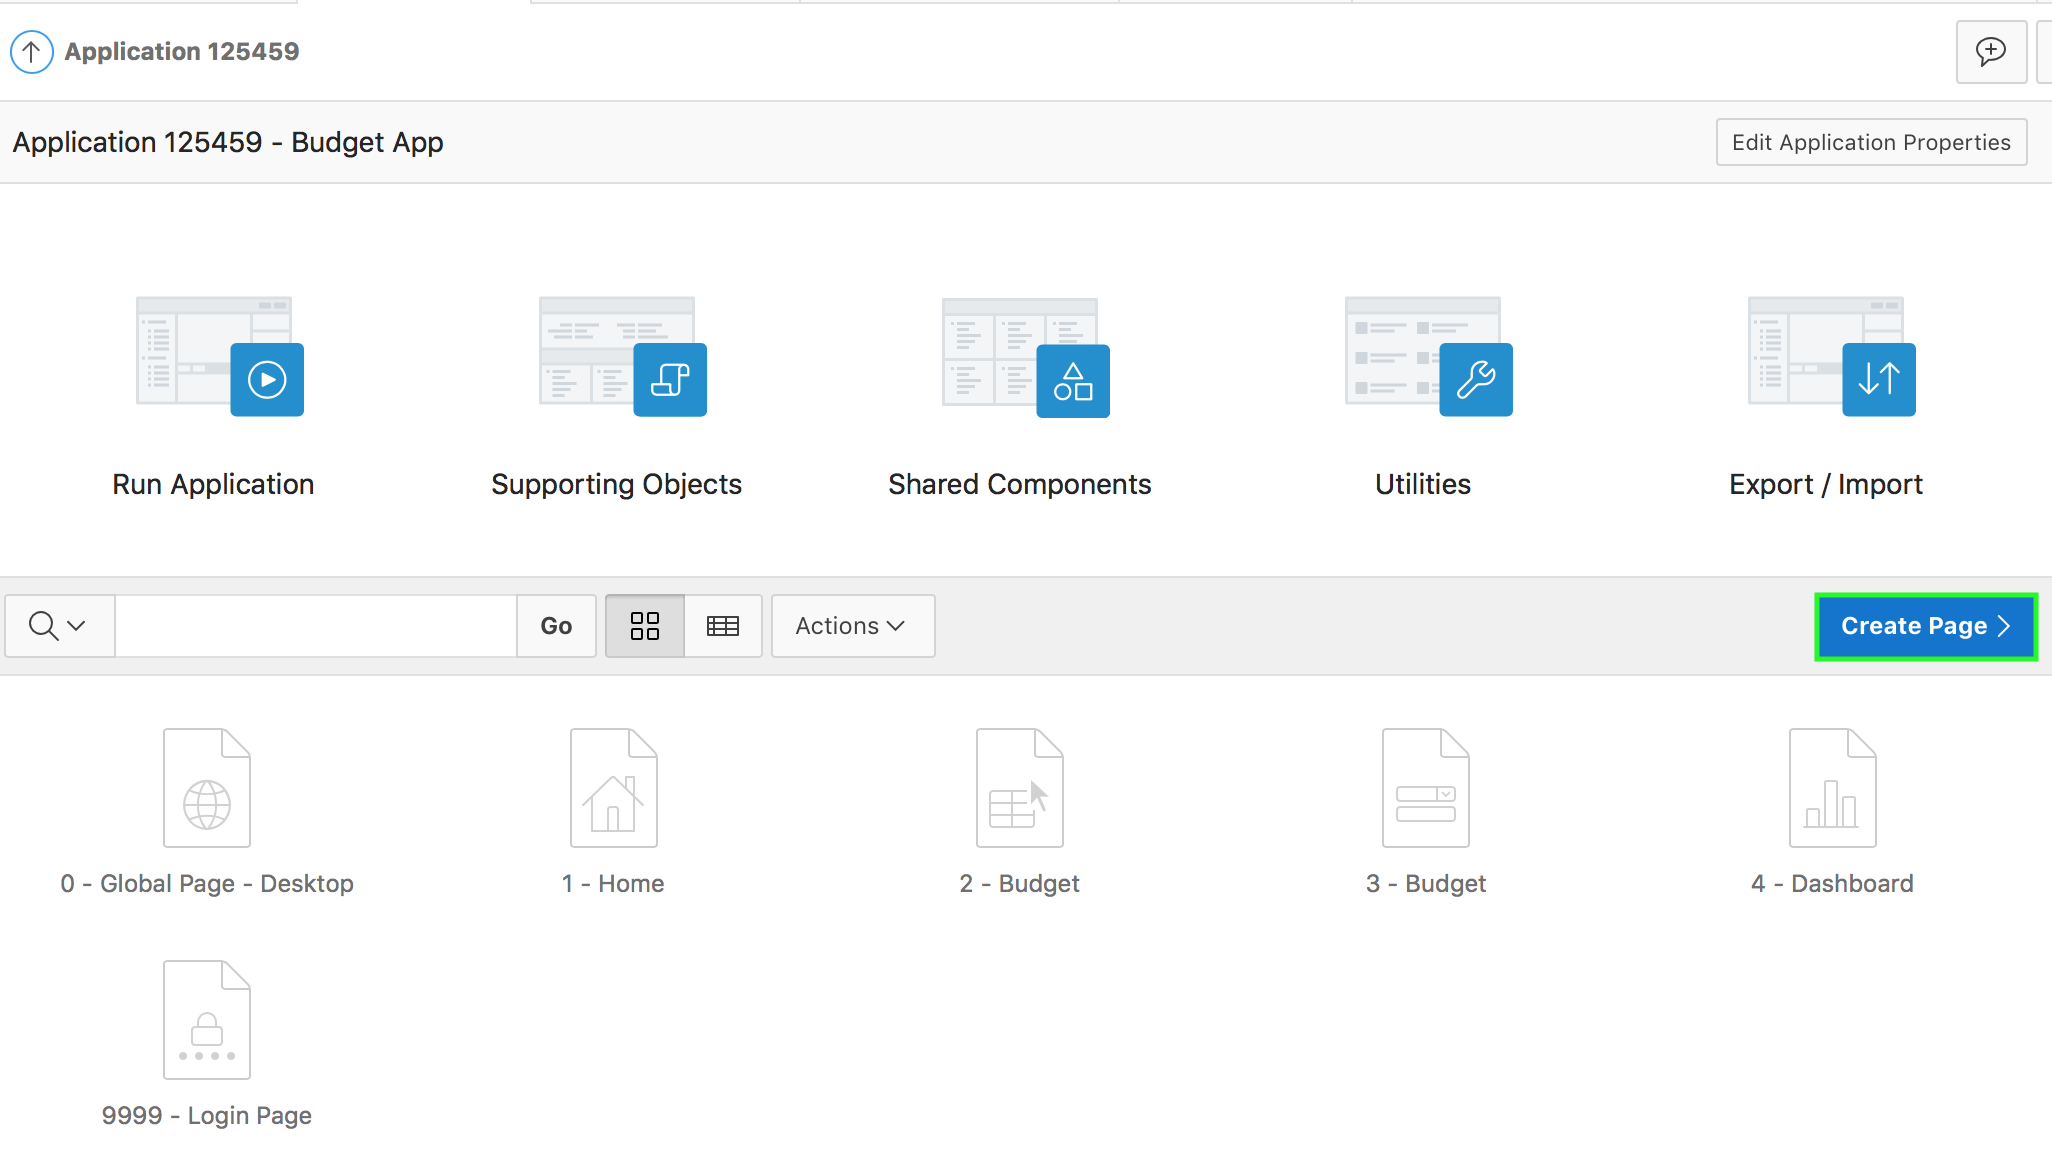 Application 125459
Application 125459 - Budget App
Edit Application Properties
Run Application
Supporting Objects
Shared Components
Utilities
Export / Import
Go
Actions
Create Page
0 - Global Page - Desktop
1 - Home
2 - Budget
3 - Budget
4 - Dashboard
9999 - Login Page